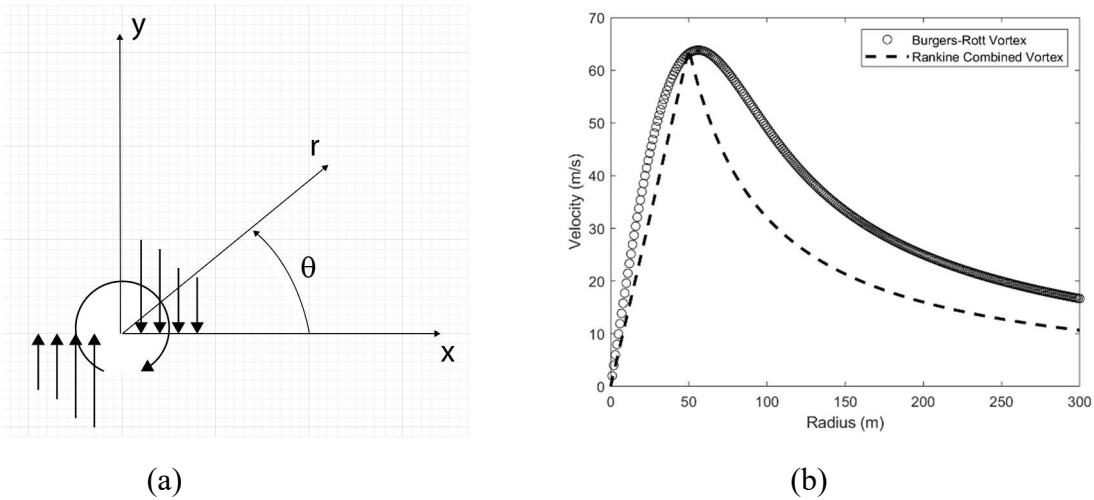 y
r
θ
x
(a)
70
60
50
40
30
20
10
0
Velocity (m/s)
Burgers-Rott Vortex
Rankine Combined Vortex
0 50 100 150 200 250 300
Radius (m)
(b)